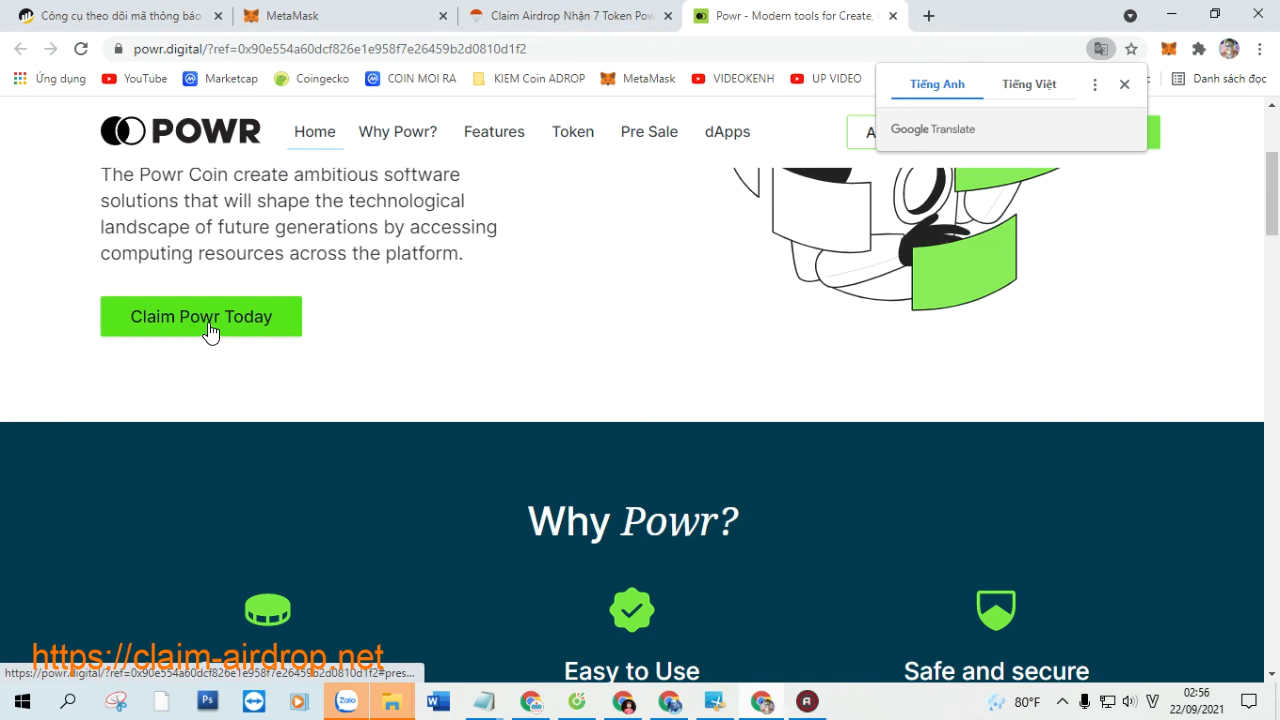 Công cụ theo dõi mã thông báo
MetaMask
Claim Airdrop Nhận 7 Token Pow
Powr - Modern tools for Create,
powr.digital/?ref=0x90e554a60dcf826e1e958f7e26459b2d0810d1f2
Ứng dụng
YouTube
Marketcap
Coingecko
COIN MOI RA
KIEM Coin ADROP
MetaMask
VIDEOKENH
UP VIDEO
Danh sách đọc
Tiếng Anh
Tiếng Việt
Google Translate
POWR
Home
Why Powr?
Features
Token
Pre Sale
dApps
The Powr Coin create ambitious software
solutions that will shape the technological
landscape of future generations by accessing
computing resources across the platform.
Claim Powr Today
Why Powr?
Easy to Use
Safe and secure
https://claim-airdrop.net
https://powr.digital/?ref=0x90e554a60dcf826e1e958f7e26459b2d0810d1f2#pres...
Zalo
80°F
02:56
22/09/2021